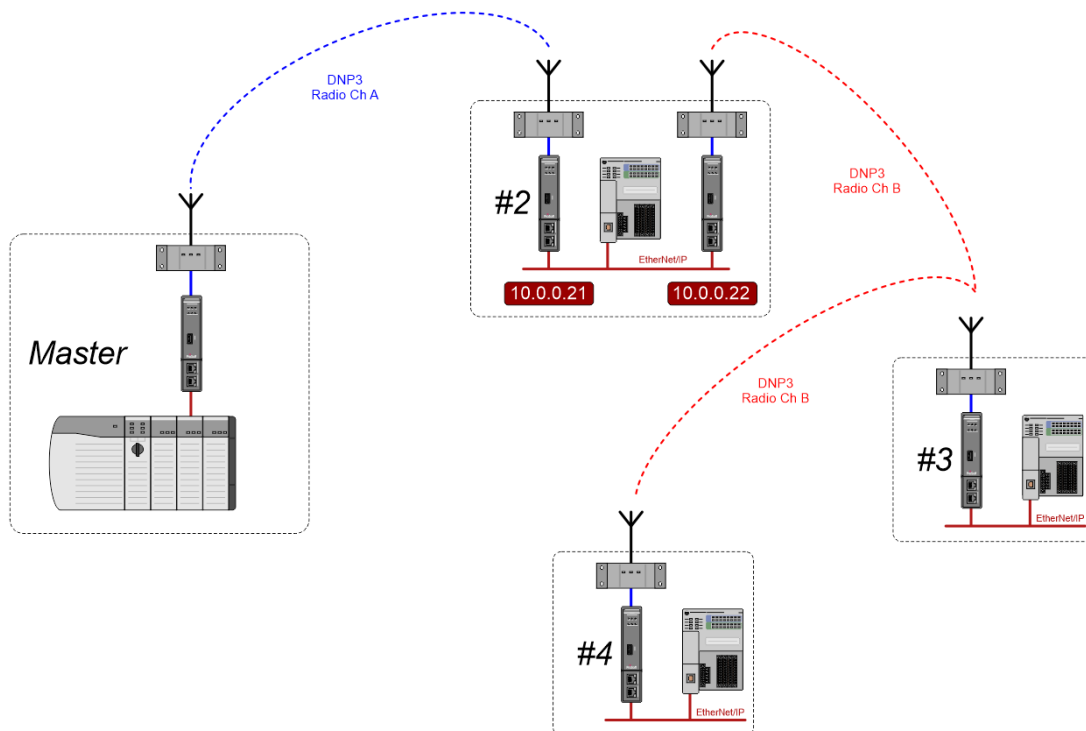 DNP3
Radio Ch A
DNP3
Radio Ch B
#2
EtherNet/IP
10.0.0.21
10.0.0.22
Master
DNP3
Radio Ch B
#3
EtherNet/IP
#4
EtherNet/IP